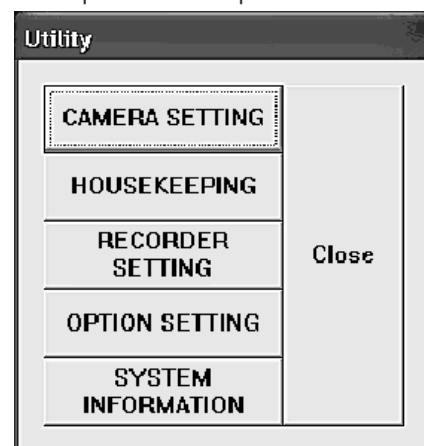 Utility
CAMERA SETTING
HOUSEKEEPING
RECORDER
SETTING
OPTION SETTING
SYSTEM
INFORMATION
Close